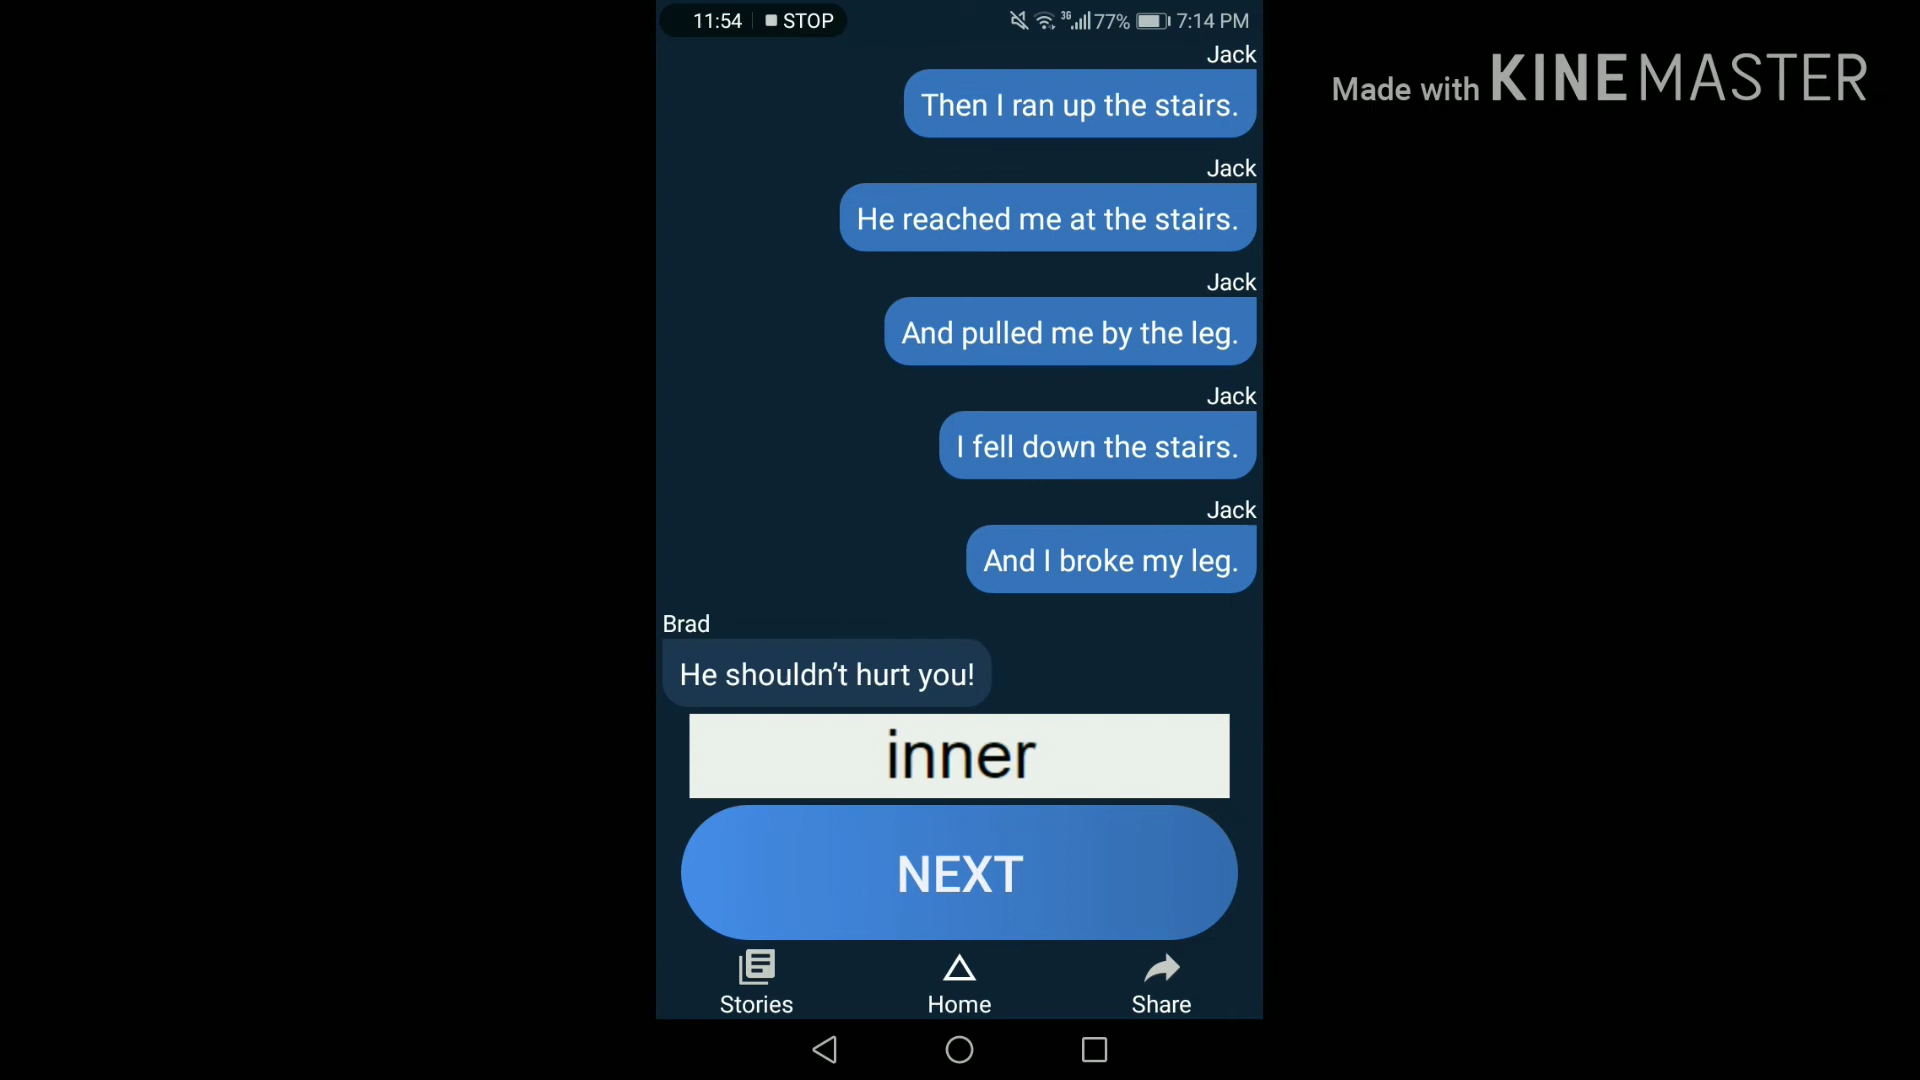 11:54 STOP 3G 77% 7:14 PM
Made with KINEMASTER
Jack
Then I ran up the stairs.
Jack
He reached me at the stairs.
Jack
And pulled me by the leg.
Jack
I fell down the stairs.
Jack
And I broke my leg.
Brad
He shouldn’t hurt you!
inner
NEXT
Stories Home Share